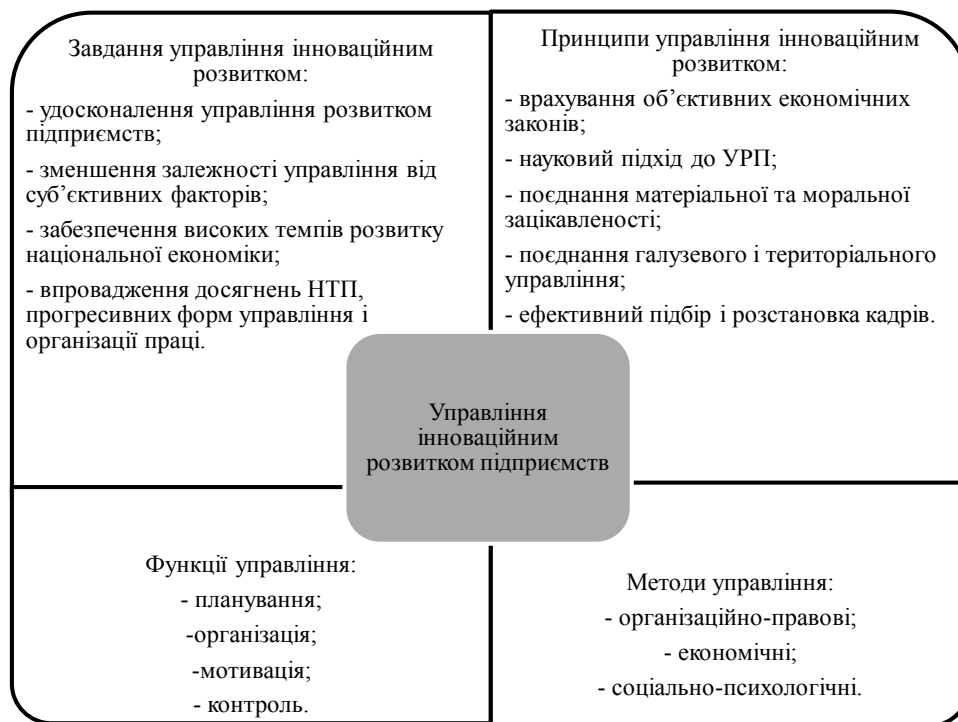 Завдання управління інноваційним
розвитком:
- удосконалення управління розвитком
підприємств;
- зменшення залежності управління від
суб’єктивних факторів;
- забезпечення високих темпів розвитку
національної економіки;
- впровадження досягнень НТП,
прогресивних форм управління і
організації праці.
Принципи управління інноваційним
розвитком:
- врахування об’єктивних економічних
законів;
- науковий підхід до УРП;
- поєднання матеріальної та моральної
зацікавленості;
- поєднання галузевого і територіального
управління;
- ефективний підбір і розстановка кадрів.
Управління
інноваційним
розвитком підприємств
Функції управління:
- планування;
-організація;
-мотивація;
- контроль.
Методи управління:
- організаційно-правові;
- економічні;
- соціально-психологічні.